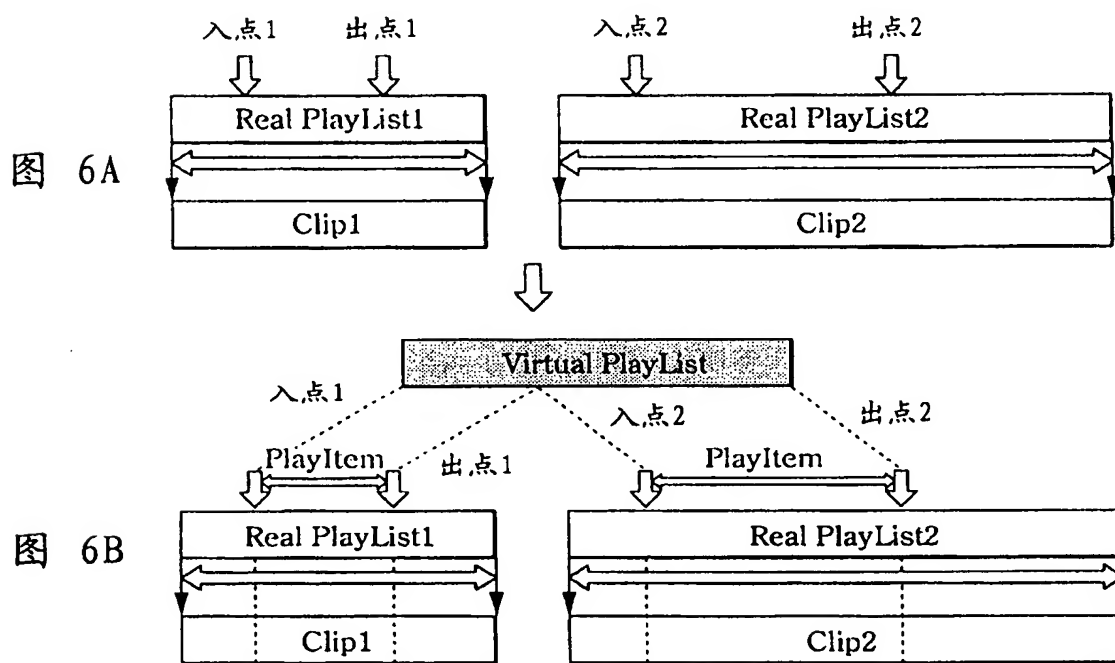 入点1 出点1 入点2 出点2
Real PlayList1 Real PlayList2
图 6A
Clip1 Clip2
Virtual PlayList
入点1 入点2 出点2
PlayItem 出点1 PlayItem
Real PlayList1 Real PlayList2
图 6B
Clip1 Clip2